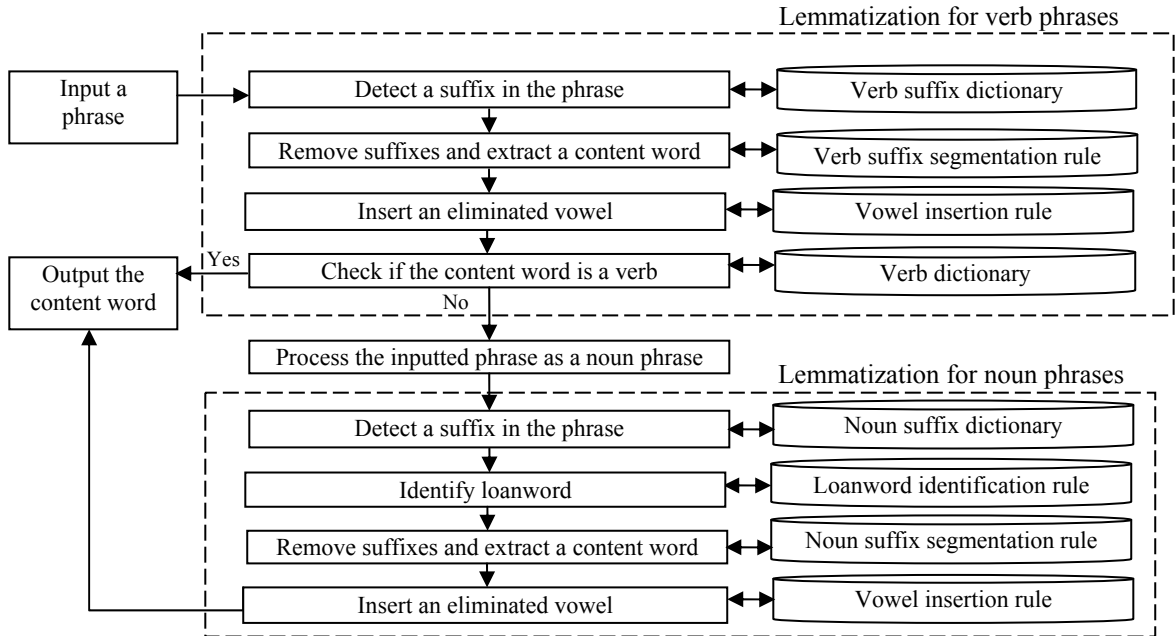 Lemmatization for verb phrases
Input a
phrase
Detect a suffix in the phrase
Verb suffix dictionary
Remove suffixes and extract a content word
Verb suffix segmentation rule
Insert an eliminated vowel
Vowel insertion rule
Yes
Output the
content word
Check if the content word is a verb
Verb dictionary
No
Process the inputted phrase as a noun phrase
Lemmatization for noun phrases
Detect a suffix in the phrase
Noun suffix dictionary
Identify loanword
Loanword identification rule
Remove suffixes and extract a content word
Noun suffix segmentation rule
Insert an eliminated vowel
Vowel insertion rule